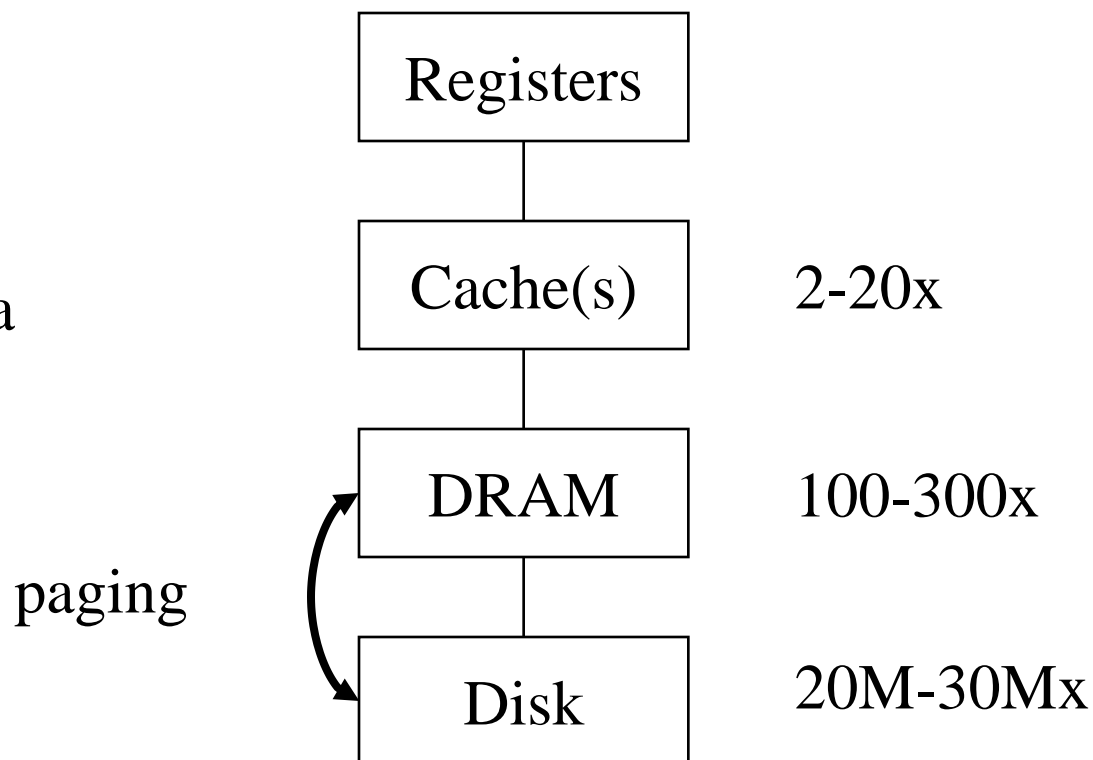 Registers
Cache(s) 2-20x
a
DRAM 100-300x
paging
Disk 20M-30Mx